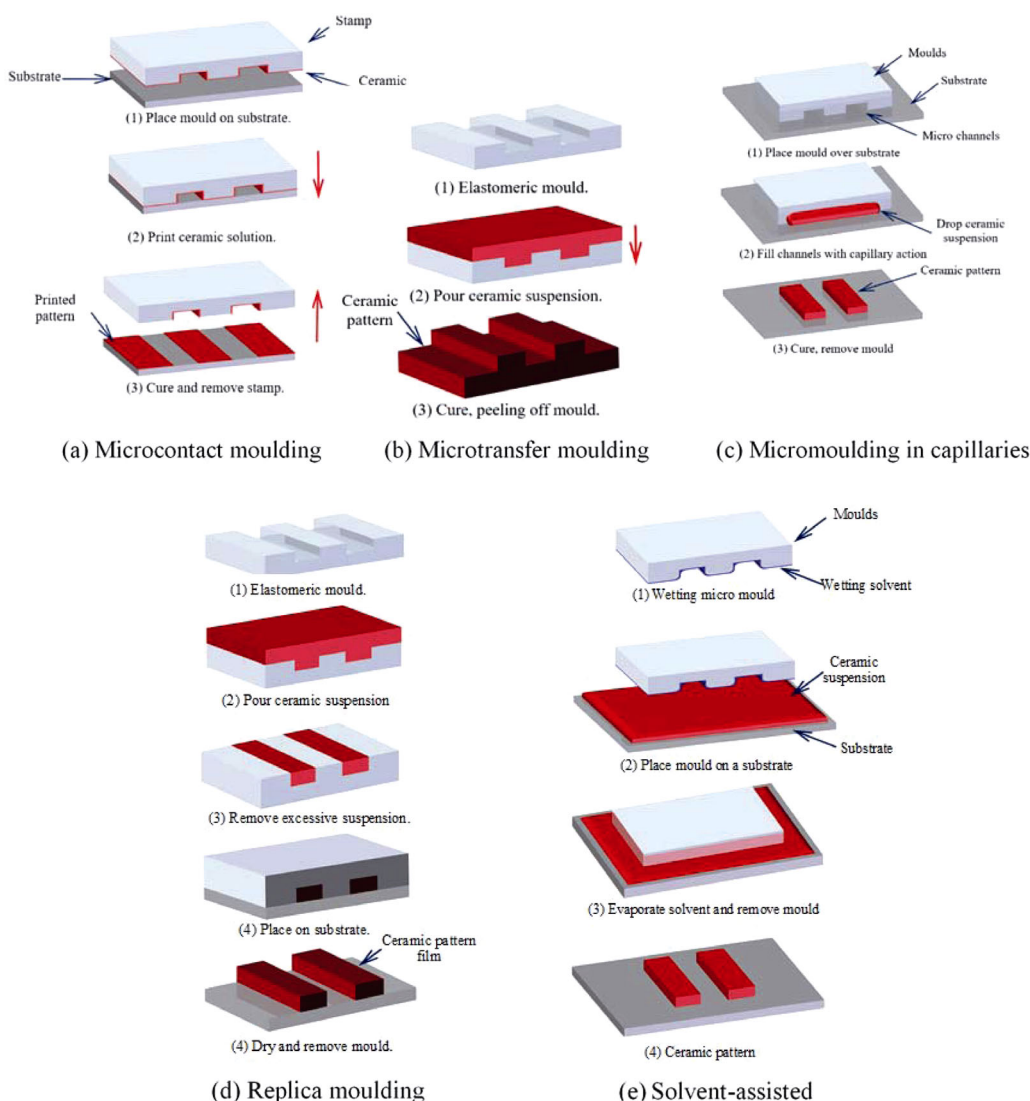 Stamp
Substrate
Ceramic
(1) Place mould on substrate.
(2) Print ceramic solution.
Printed
pattern
(3) Cure and remove stamp.
(a) Microcontact moulding
(1) Elastomeric mould.
(2) Pour ceramic suspension.
Ceramic
pattern
(3) Cure, peeling off mould.
(b) Microtransfer moulding
Moulds
Substrate
Micro channels
(1) Place mould over substrate
Drop ceramic
suspension
(2) Fill channels with capillary action
Ceramic pattern
(3) Cure, remove mould
(c) Micromoulding in capillaries
(1) Elastomeric mould.
(2) Pour ceramic suspension
(3) Remove excessive suspension.
(4) Place on substrate.
Ceramic pattern
film
(4) Dry and remove mould.
(d) Replica moulding
Moulds
Wetting solvent
(1) Wetting micro mould
Ceramic
suspension
Substrate
(2) Place mould on a substrate
(3) Evaporate solvent and remove mould
(4) Ceramic pattern
(e) Solvent-assisted